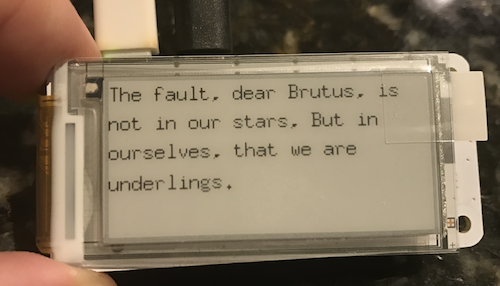 The fault, dear Brutus, is
not in our stars, But in
ourselves, that we are
underlings.